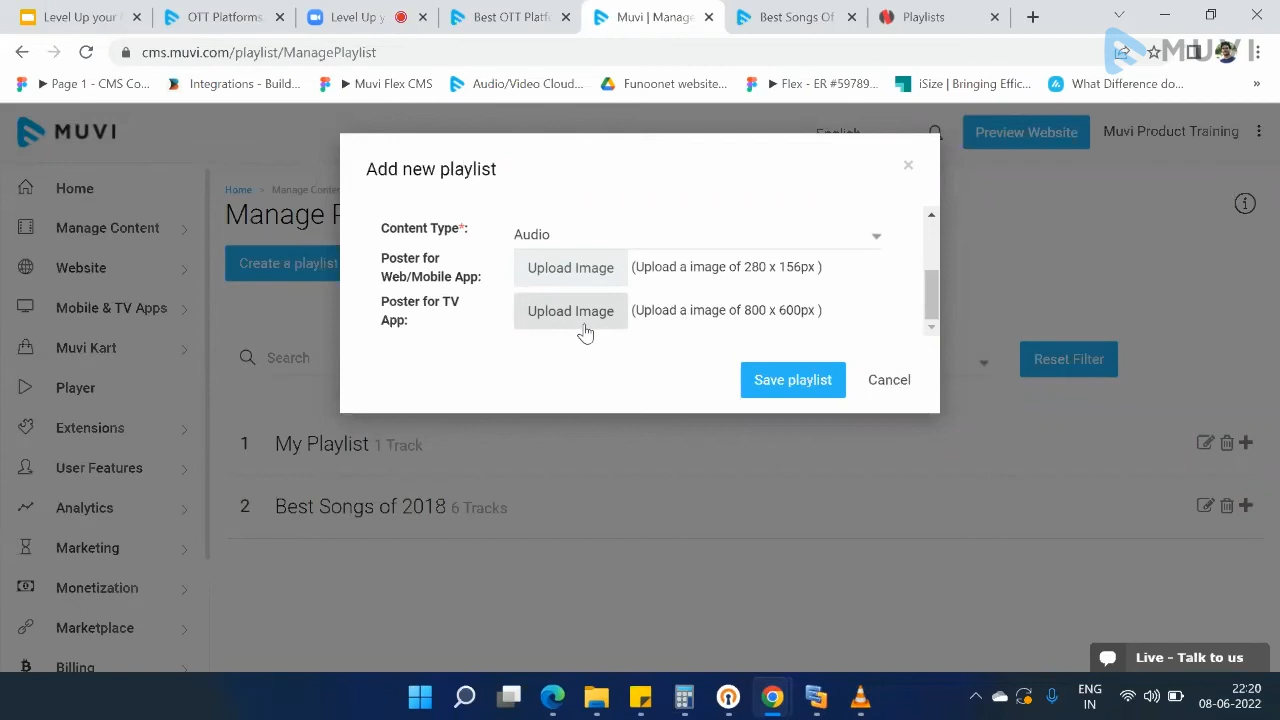 Level Up your
OTT Platforms,
Level Up y
Best OTT Platf
Muvi | Manage
Best Songs Of
Playlists
cms.muvi.com/playlist/ManagePlaylist
MUVI
▶Page 1 - CMS Co...
Integrations - Build...
▶Muvi Flex CMS
Audio/Video Cloud...
Funoonet website...
▶Flex - ER #59789...
iSize | Bringing Effic...
What Difference do...
»
MUVI
English
Preview Website
Muvi Product Training
Home
Manage Content
Website
Mobile & TV Apps
Muvi Kart
Player
Extensions
User Features
Analytics
Marketing
Monetization
Marketplace
Billing
Home > Manage Conte
Manage P
Create a playlist
Search
Reset Filter
Add new playlist
×
Content Type*:
Audio
Poster for
Web/Mobile App:
Upload Image
(Upload a image of 280 x 156px )
Poster for TV
App:
Upload Image
(Upload a image of 800 x 600px )
Save playlist
Cancel
1 My Playlist 1 Track
2 Best Songs of 2018 6 Tracks
Live - Talk to us
ENG
IN
22:20
08-06-2022